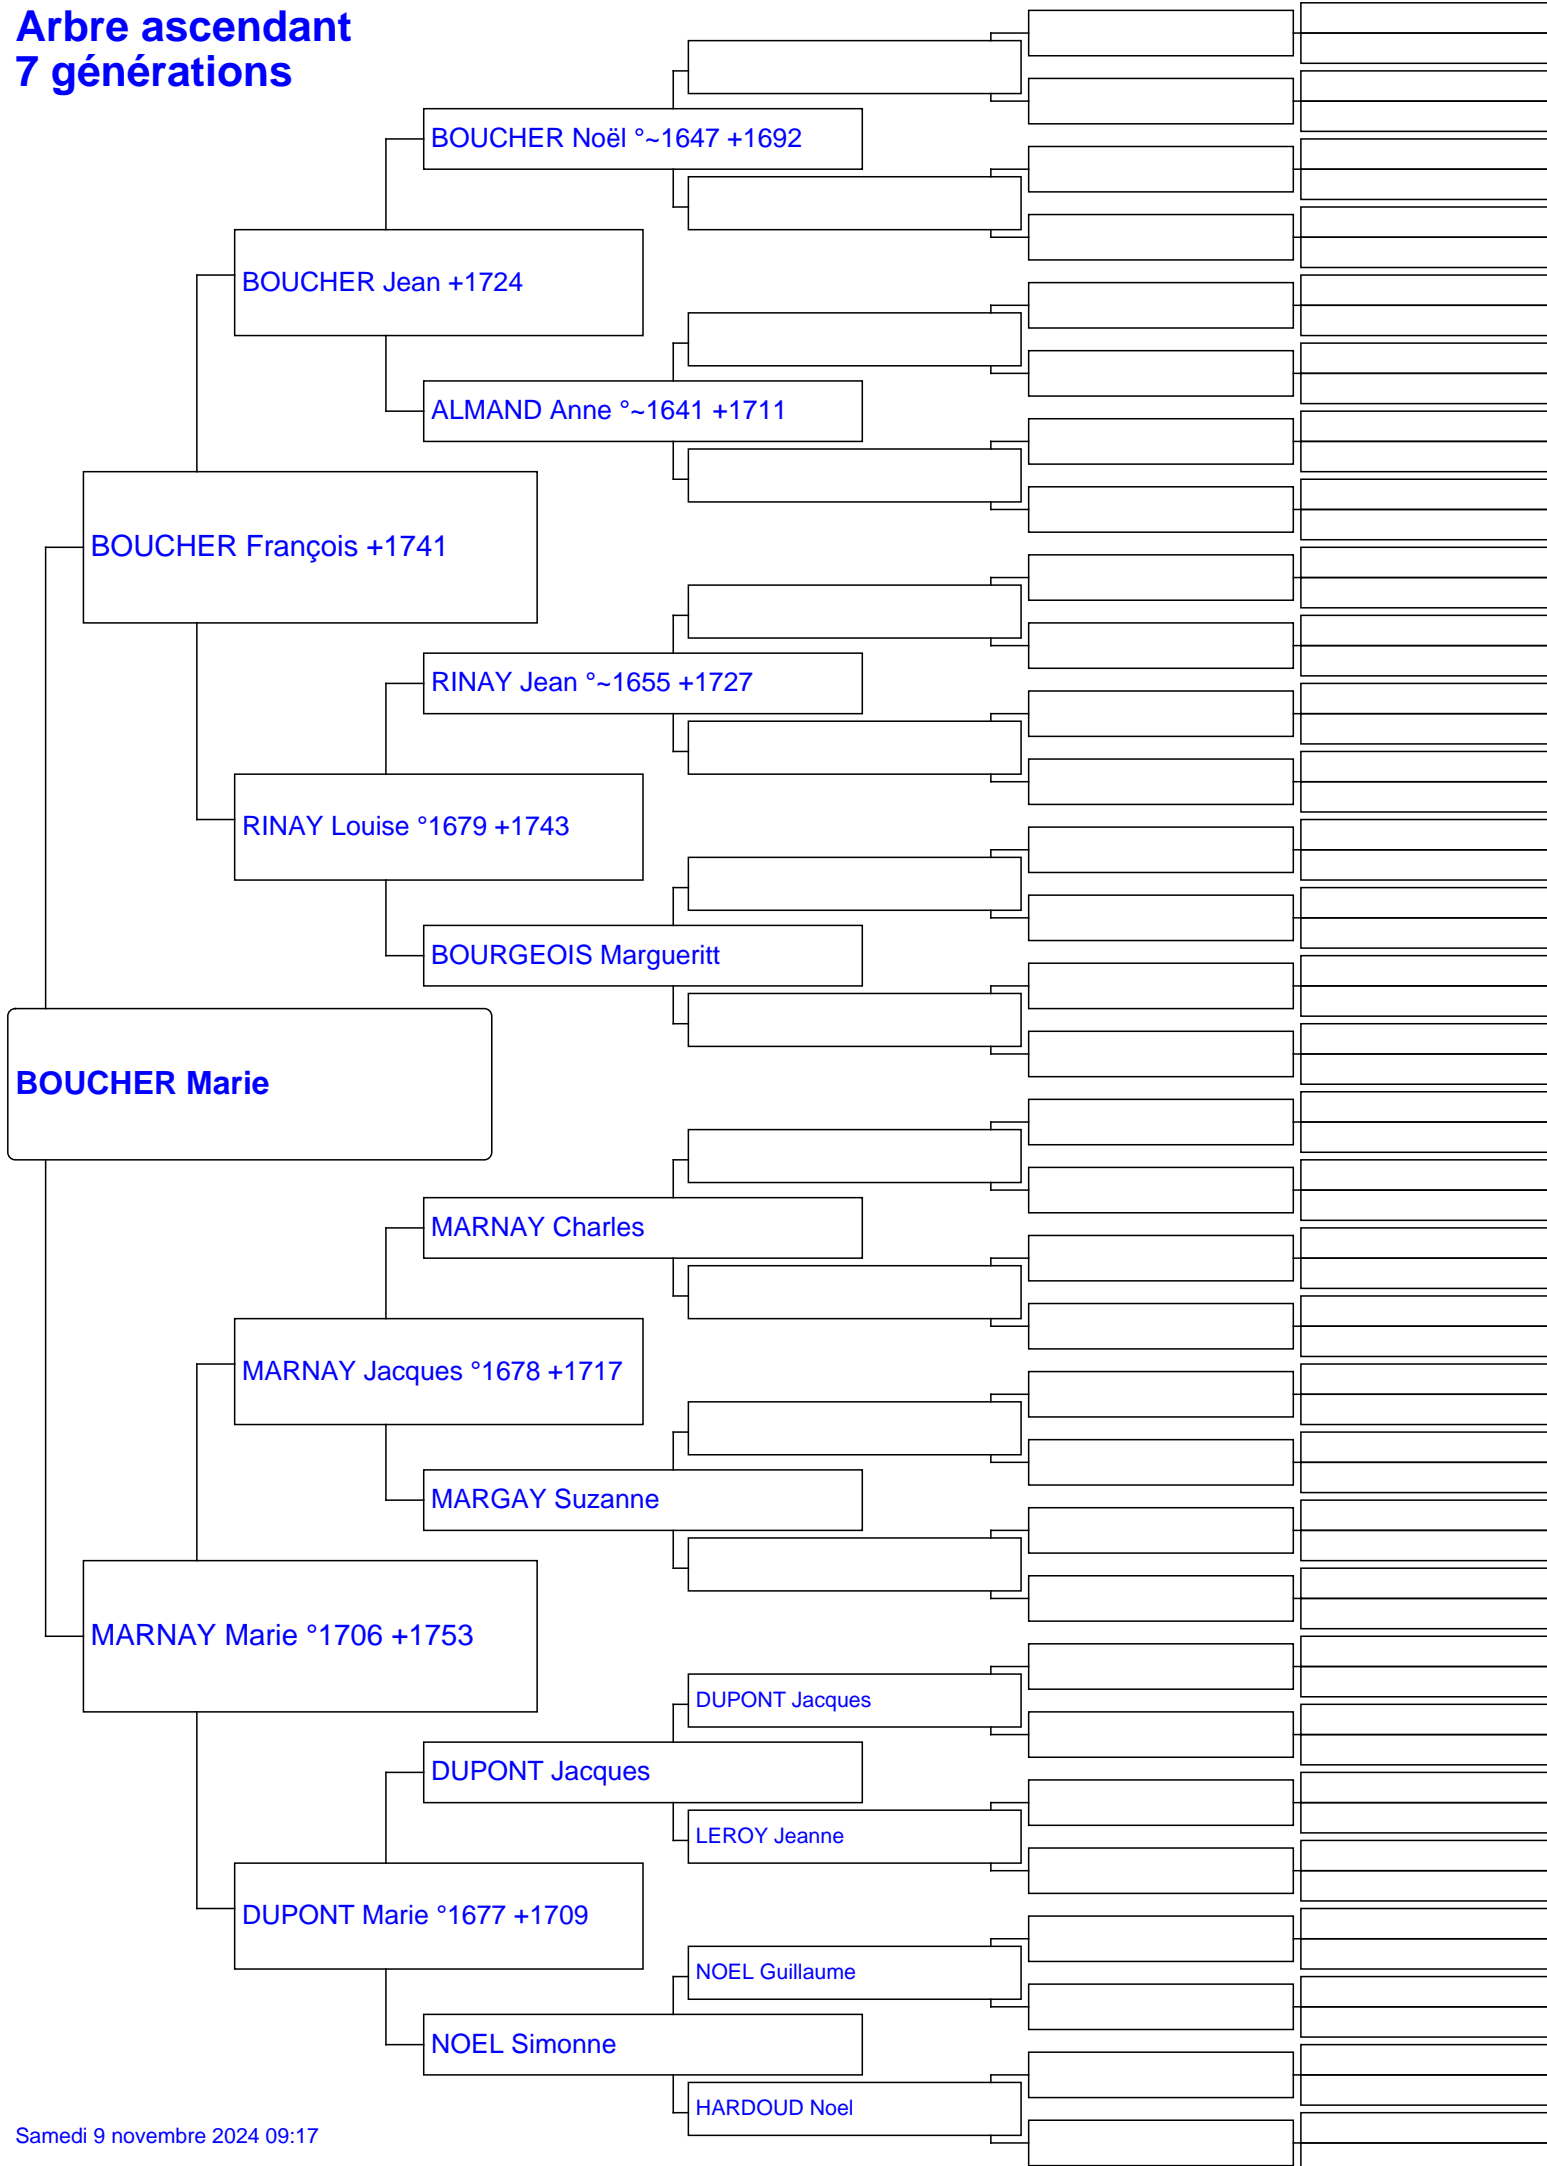 Arbre ascendant
7 générations
BOUCHER Noël °~1647 +1692
BOUCHER Jean +1724
ALMAND Anne °~1641 +1711
BOUCHER François +1741
RINAY Jean °~1655 +1727
RINAY Louise °1679 +1743
BOURGEOIS Margueritt
BOUCHER Marie
MARNAY Charles
MARNAY Jacques °1678 +1717
MARGAY Suzanne
MARNAY Marie °1706 +1753
DUPONT Jacques
DUPONT Jacques
LEROY Jeanne
DUPONT Marie °1677 +1709
NOEL Guillaume
NOEL Simonne
HARDOUD Noel
Samedi 9 novembre 2024 09:17